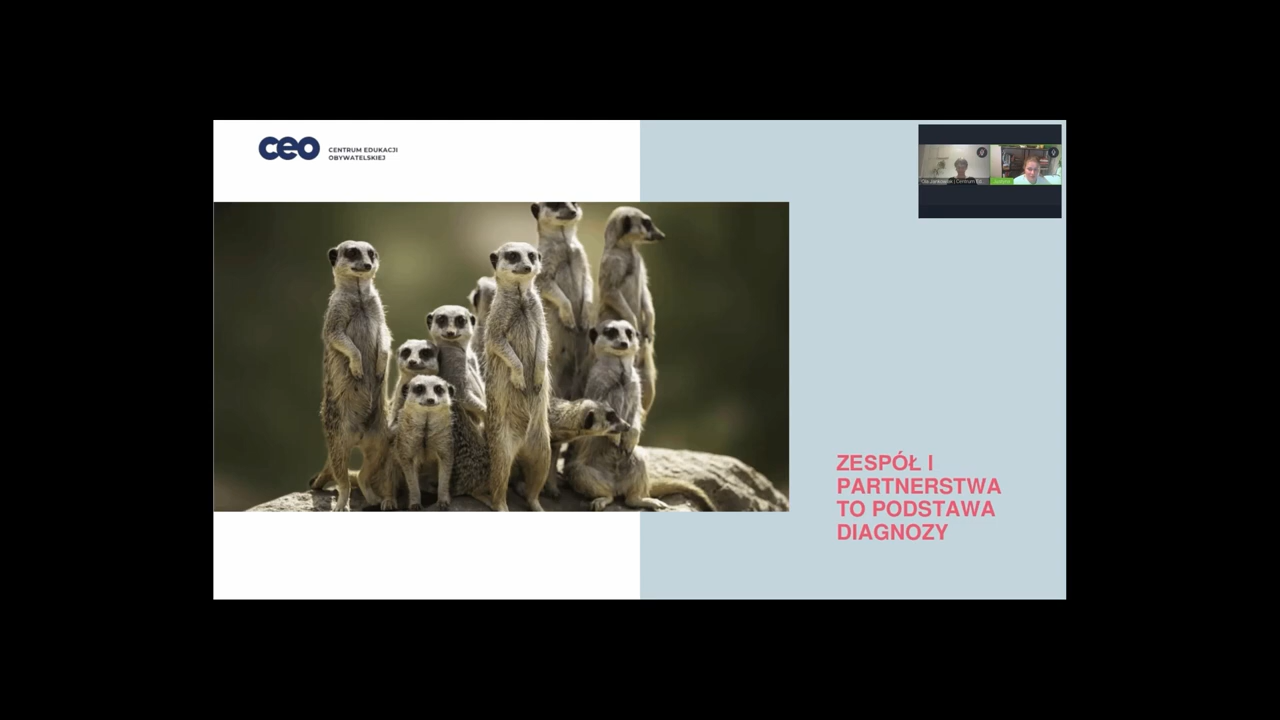 ceo
CENTRUM EDUKACJI
OBYWATELSKIEJ
ZESPÓŁ I
PARTNERSTWA
TO PODSTAWA
DIAGNOZY